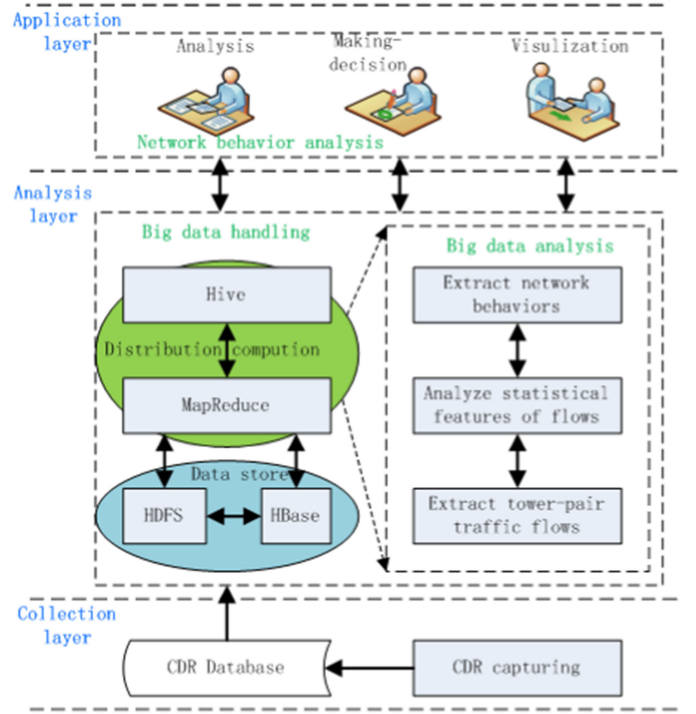 Application
layer
Analysis
Making-
decision
Visulization
Network behavior analysis
Analysis
layer
Big data handling
Big data analysis
Hive
Distribution compution
MapReduce
Data store
HDFS
HBase
Extract network
behaviors
Analyze statistical
features of flows
Extract tower-pair
traffic flows
Collection
layer
CDR Database
CDR capturing